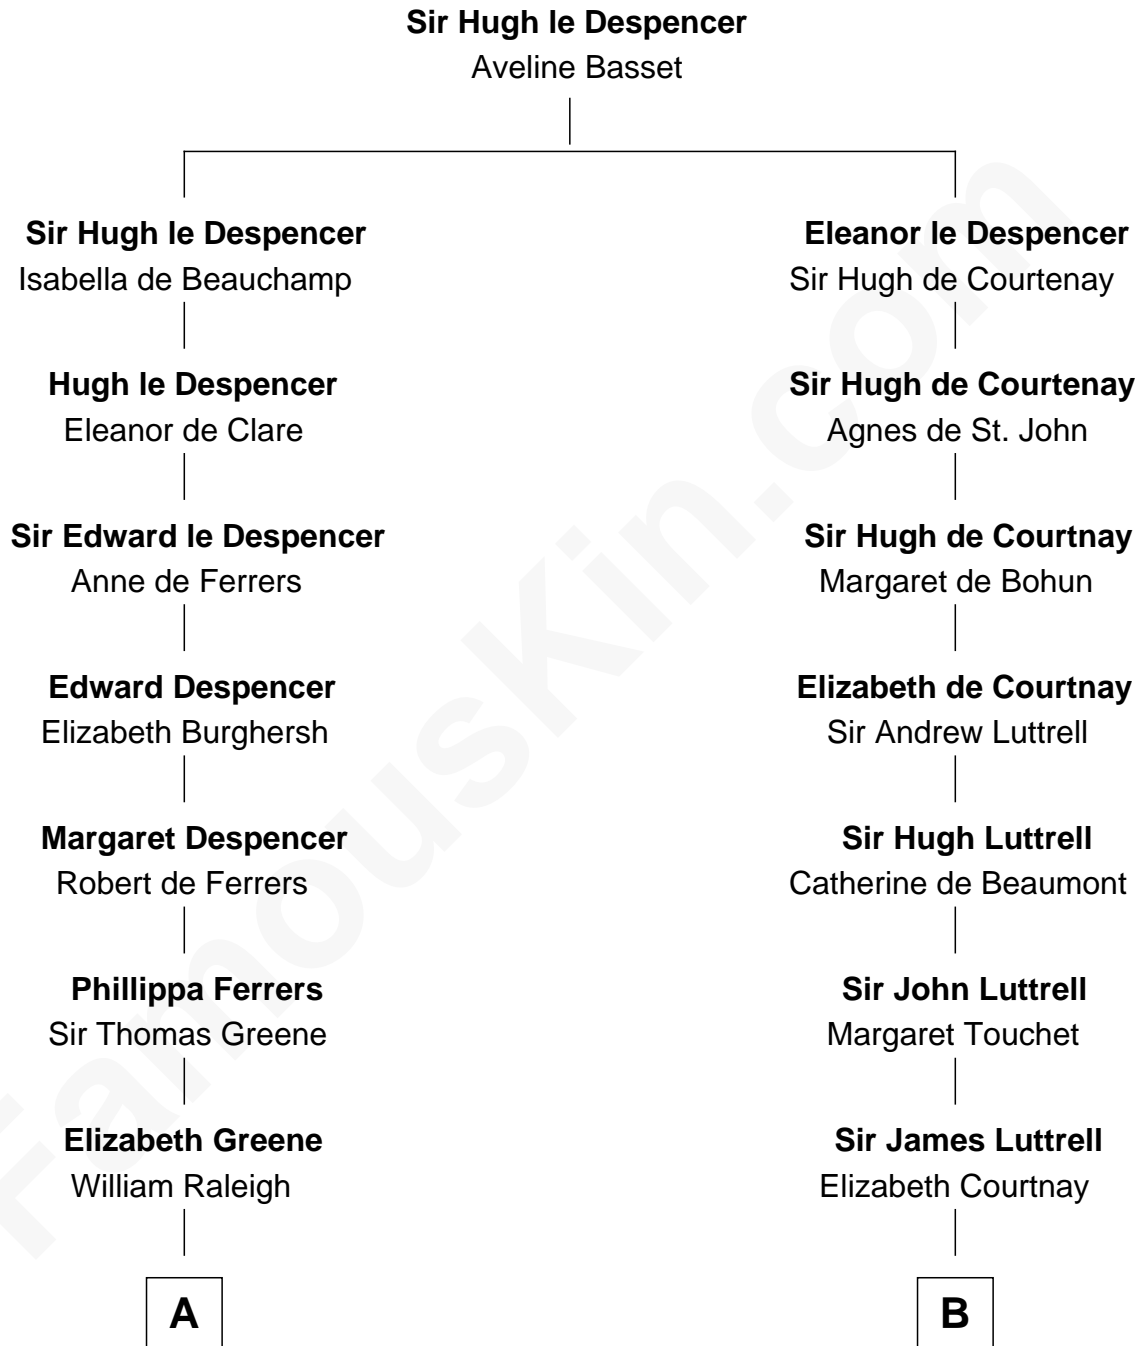 Sir Hugh le Despencer
Aveline Basset
Sir Hugh le Despencer
Isabella de Beauchamp
Hugh le Despencer
Eleanor de Clare
Sir Edward le Despencer
Anne de Ferrers
Edward Despencer
Elizabeth Burghersh
Margaret Despencer
Robert de Ferrers
Phillippa Ferrers
Sir Thomas Greene
Elizabeth Greene
William Raleigh
A
Eleanor le Despencer
Sir Hugh de Courtenay
Sir Hugh de Courtenay
Agnes de St. John
Sir Hugh de Courtnay
Margaret de Bohun
Elizabeth de Courtnay
Sir Andrew Luttrell
Sir Hugh Luttrell
Catherine de Beaumont
Sir John Luttrell
Margaret Touchet
Sir James Luttrell
Elizabeth Courtnay
B
FamousKin.com